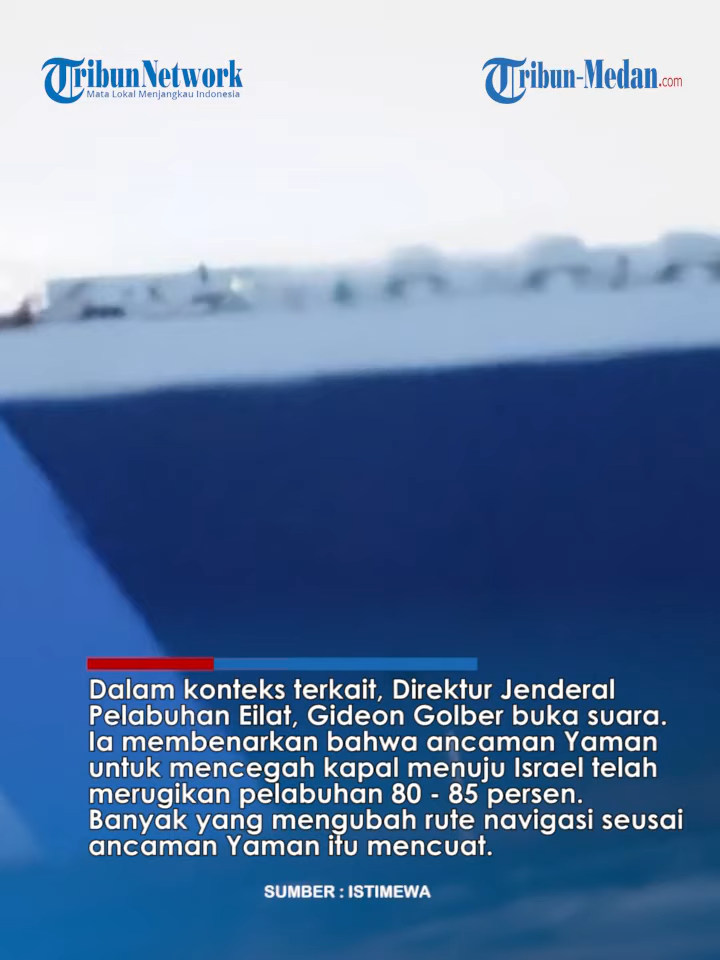 TribunNetwork
Mata Lokal Menjangkau Indonesia
Tribun-Medan.com
Dalam konteks terkait, Direktur Jenderal
Pelabuhan Eilat, Gideon Golber buka suara.
Ia membenarkan bahwa ancaman Yaman
untuk mencegah kapal menuju Israel telah
merugikan pelabuhan 80 - 85 persen.
Banyak yang mengubah rute navigasi seusai
ancaman Yaman itu mencuat.
SUMBER : ISTIMEWA